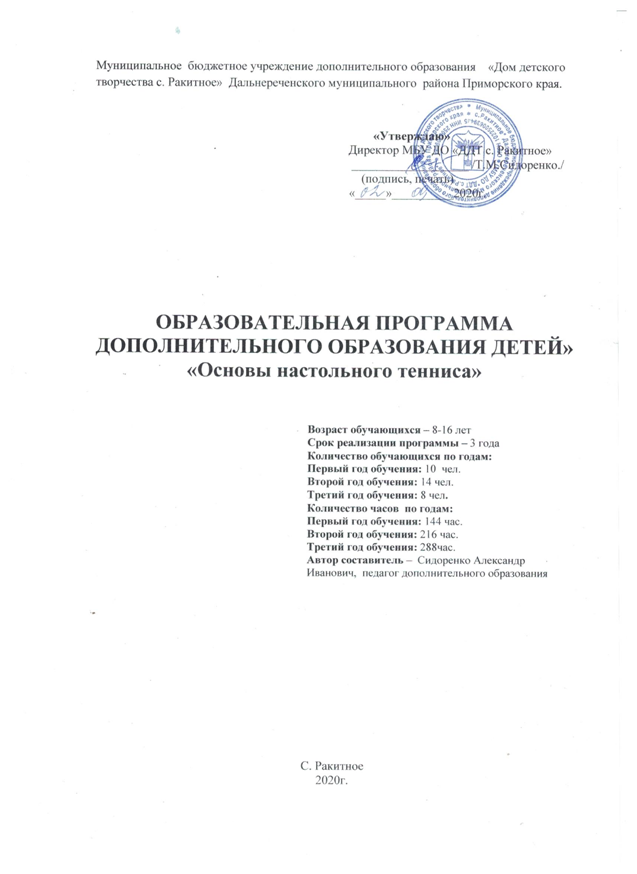 Муниципальное бюджетное учреждение дополнительного образования «Дом детского
творчества с. Ракитное» Дальнереченского муниципального района Приморского края.
«Утверждаю»
Директор МБУ ДО «ДДТ с. Ракитное»
/Т.М.Сидоренко./
(подпись, печать)
« 02 » 09 2020г.
ОБРАЗОВАТЕЛЬНАЯ ПРОГРАММА
ДОПОЛНИТЕЛЬНОГО ОБРАЗОВАНИЯ ДЕТЕЙ»
«Основы настольного тенниса»
Возраст обучающихся – 8-16 лет
Срок реализации программы – 3 года
Количество обучающихся по годам:
Первый год обучения: 10 чел.
Второй год обучения: 14 чел.
Третий год обучения: 8 чел.
Количество часов по годам:
Первый год обучения: 144 час.
Второй год обучения: 216 час.
Третий год обучения: 288час.
Автор составитель – Сидоренко Александр
Иванович, педагог дополнительного образования
С. Ракитное
2020г.